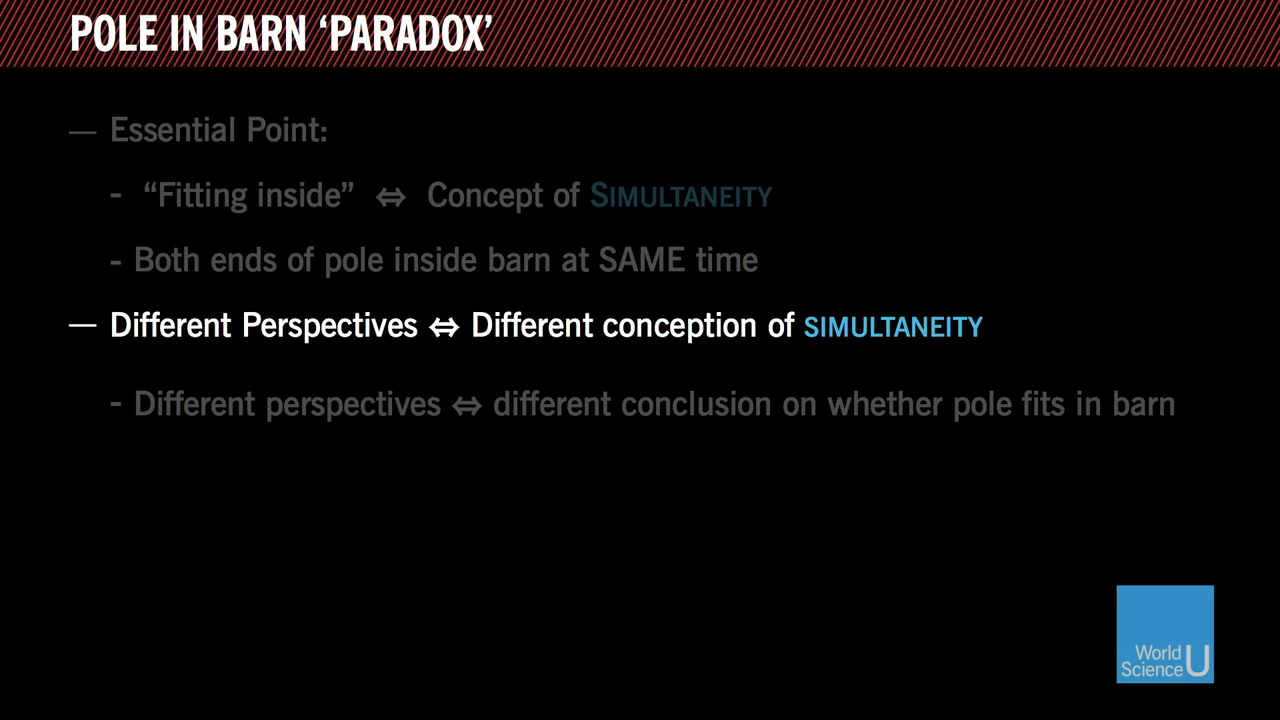 POLE IN BARN ‘PARADOX’
— Essential Point:
- “Fitting inside” ⇔ Concept of SIMULTANEITY
- Both ends of pole inside barn at SAME time
— Different Perspectives ⇔ Different conception of SIMULTANEITY
- Different perspectives ⇔ different conclusion on whether pole fits in barn
World
Science U